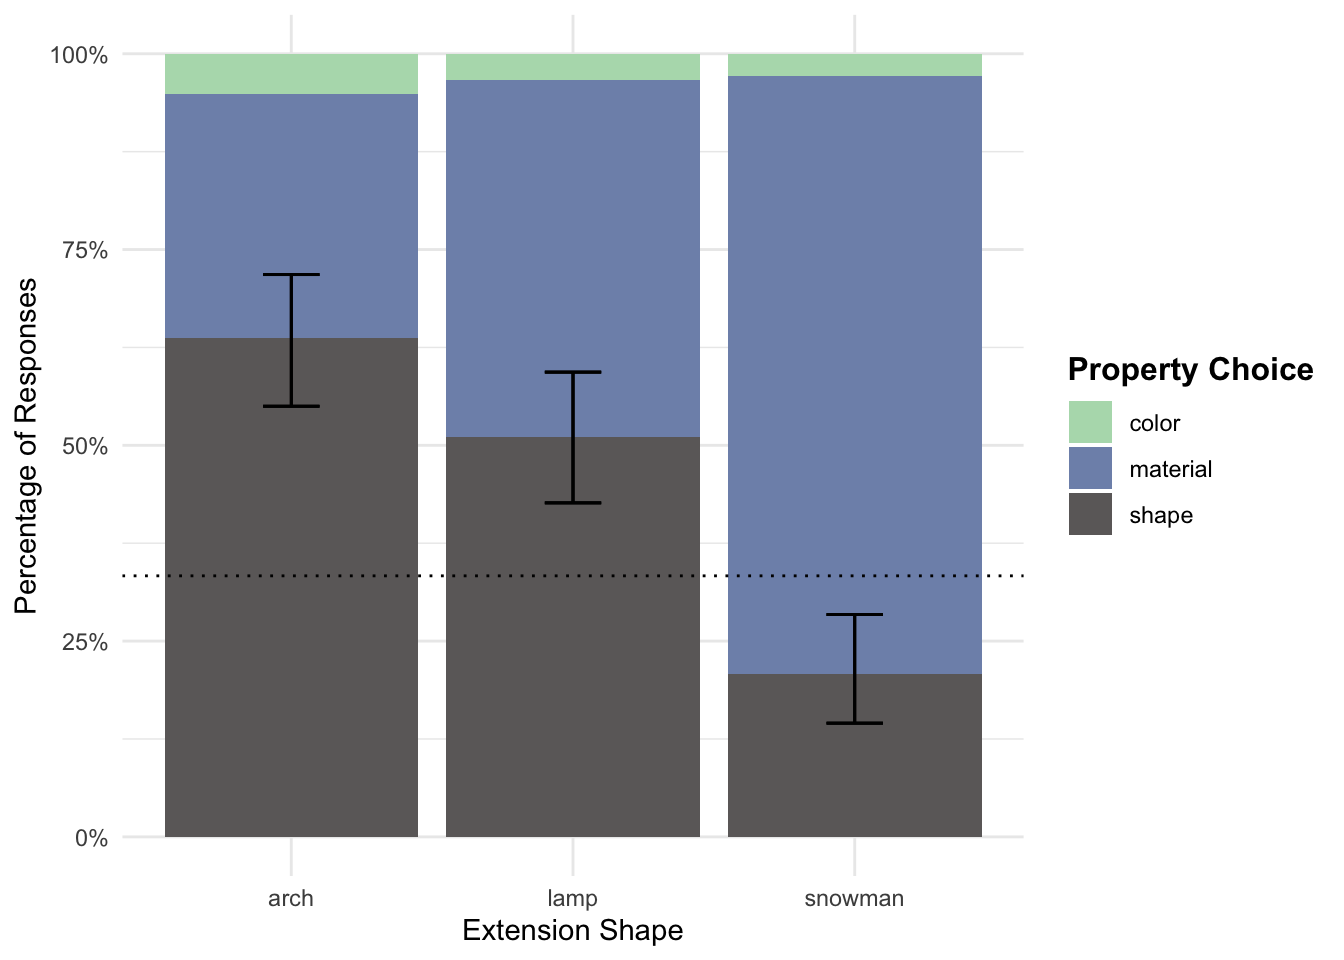 100%
75%
50%
25%
0%
Percentage of Responses
arch lamp snowman
Extension Shape
Property Choice
color
material
shape